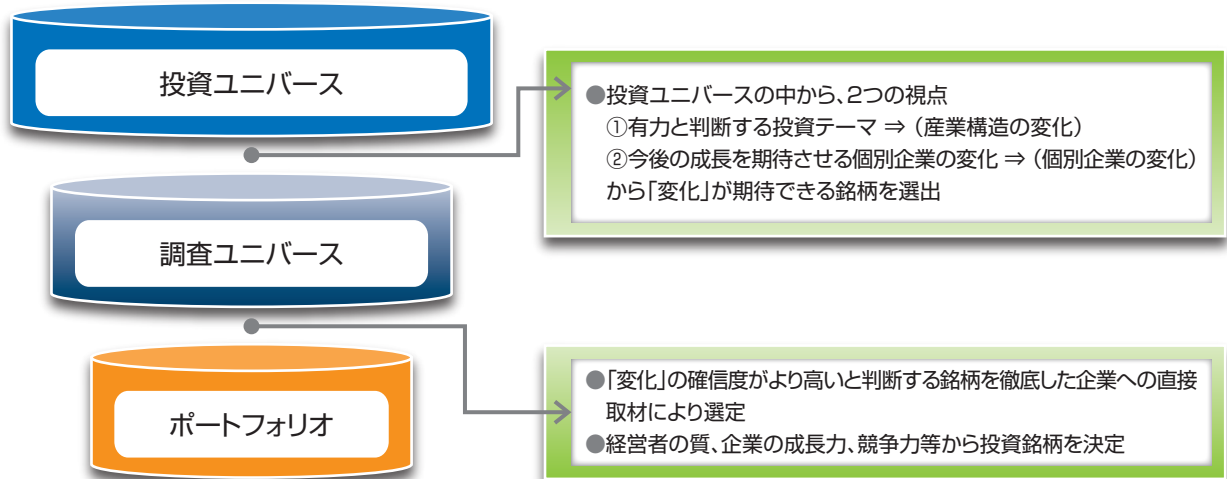 投資ユニバース
●投資ユニバースの中から、2つの視点
①有力と判断する投資テーマ ⇒（産業構造の変化）
②今後の成長を期待させる個別企業の変化 ⇒（個別企業の変化）
から「変化」が期待できる銘柄を選出
調査ユニバース
●「変化」の確信度がより高いと判断する銘柄を徹底した企業への直接
取材により選定
●経営者の質、企業の成長力、競争力等から投資銘柄を決定
ポートフォリオ